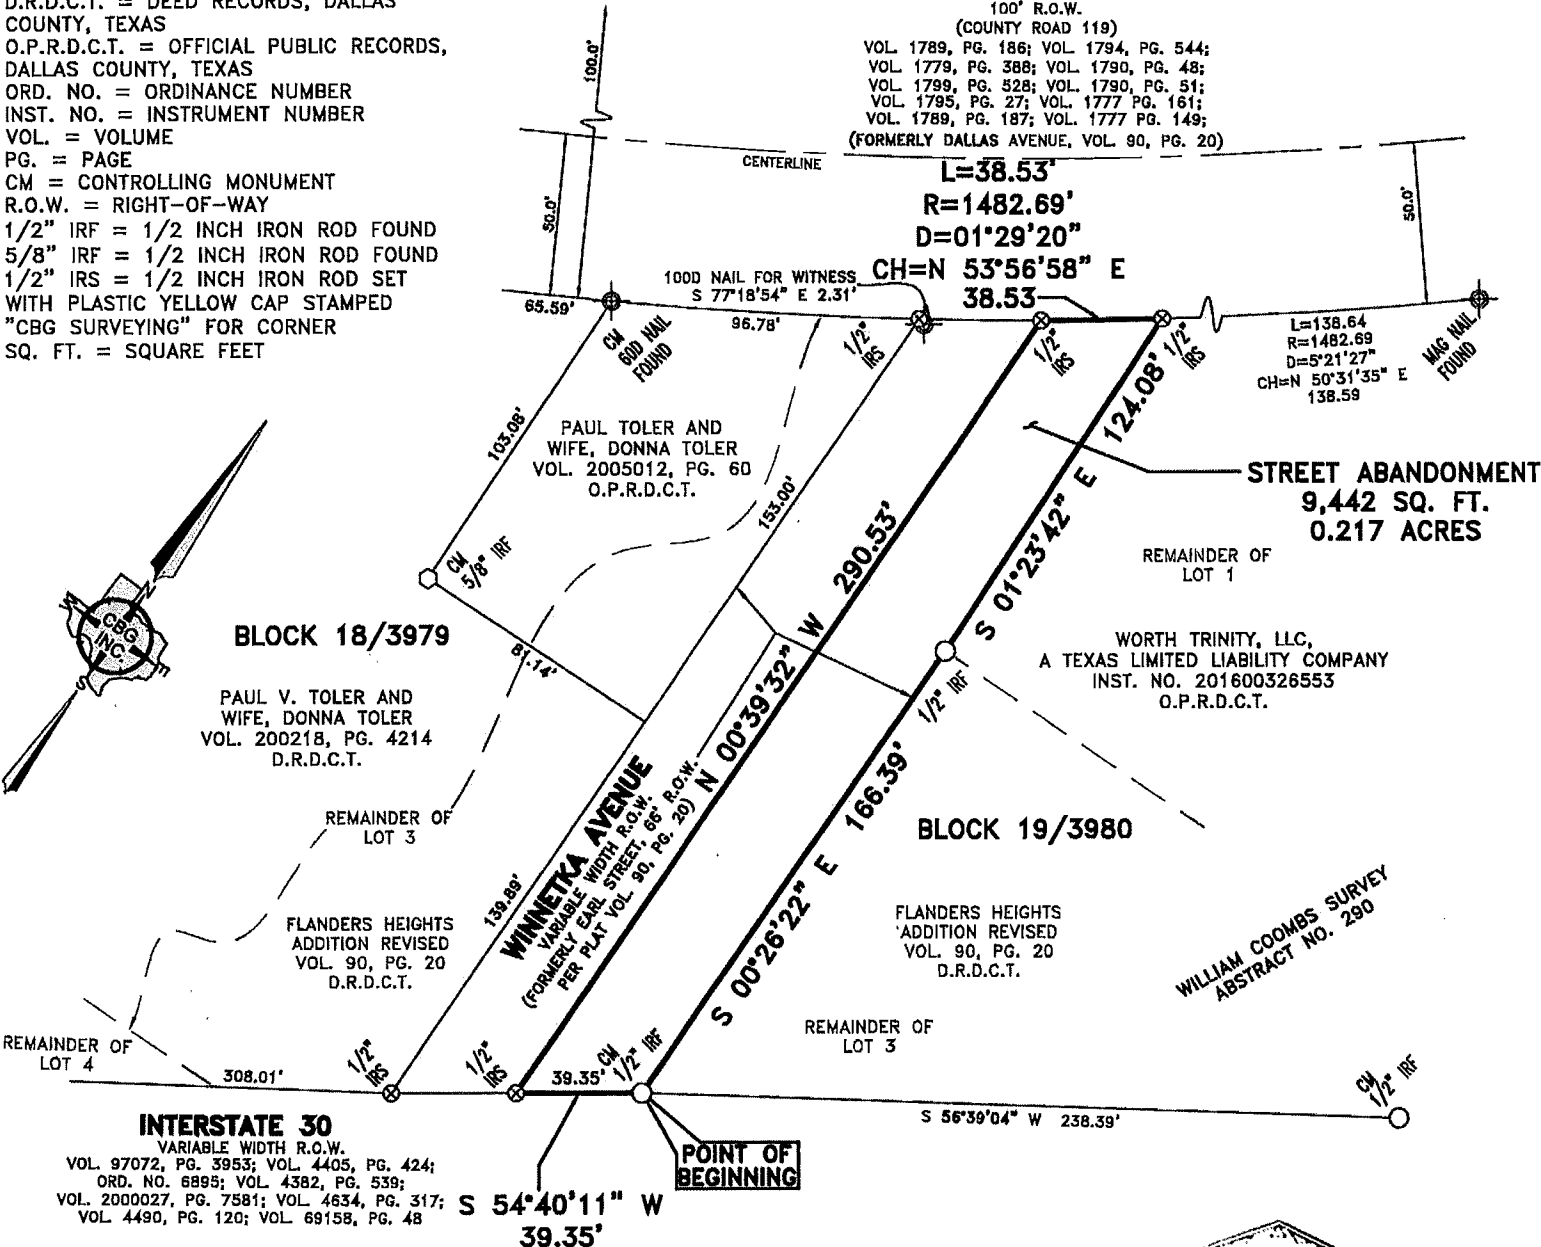 D.R.D.C.T. = DEED RECORDS, DALLAS
COUNTY, TEXAS
O.P.R.D.C.T. = OFFICIAL PUBLIC RECORDS,
DALLAS COUNTY, TEXAS
ORD. NO. = ORDINANCE NUMBER
INST. NO. = INSTRUMENT NUMBER
VOL. = VOLUME
PG. = PAGE
CM = CONTROLLING MONUMENT
R.O.W. = RIGHT-OF-WAY
1/2" IRF = 1/2 INCH IRON ROD FOUND
5/8" IRF = 1/2 INCH IRON ROD FOUND
1/2" IRS = 1/2 INCH IRON ROD SET
WITH PLASTIC YELLOW CAP STAMPED
"CBG SURVEYING" FOR CORNER
SQ. FT. = SQUARE FEET
100.0'
50.0'
100' R.O.W.
(COUNTY ROAD 119)
VOL. 1789, PG. 186; VOL. 1794, PG. 544;
VOL. 1779, PG. 388; VOL. 1790, PG. 48;
VOL. 1799, PG. 528; VOL. 1790, PG. 51;
VOL. 1795, PG. 27; VOL. 1777 PG. 161;
VOL. 1789, PG. 187; VOL. 1777 PG. 149;
(FORMERLY DALLAS AVENUE, VOL. 90, PG. 20)
CENTERLINE
L=38.53'
R=1482.69'
D=01°29'20"
CH=N 53°56'58" E
38.53
50.0'
100D NAIL FOR WITNESS
S 77°18'54" E 2.31'
65.59'
96.78'
CM
60D NAIL
FOUND
1/2"
IRS
1/2"
IRS
1/2"
IRS
L=138.64
R=1482.69
D=5°21'27"
CH=N 50°31'35" E
138.59
MAG NAIL
FOUND
103.08'
PAUL TOLER AND
WIFE, DONNA TOLER
VOL. 2005012, PG. 60
O.P.R.D.C.T.
153.00'
290.53'
124.08'
STREET ABANDONMENT
9,442 SQ. FT.
0.217 ACRES
CM
5/8" IRF
REMAINDER OF
LOT 1
S 01°23'42" E
WORTH TRINITY, LLC,
A TEXAS LIMITED LIABILITY COMPANY
INST. NO. 201600326553
O.P.R.D.C.T.
N
W
E
S
CBG
INC
BLOCK 18/3979
81.14'
1/2" IRF
PAUL V. TOLER AND
WIFE, DONNA TOLER
VOL. 200218, PG. 4214
D.R.D.C.T.
N 00°39'32" W
WINNETKA AVENUE
VARIABLE WIDTH R.O.W.
(FORMERLY EARL STREET, 66' R.O.W.
PER PLAT VOL. 90, PG. 20)
166.39'
BLOCK 19/3980
REMAINDER OF
LOT 3
139.89'
S 00°26'22" E
FLANDERS HEIGHTS
ADDITION REVISED
VOL. 90, PG. 20
D.R.D.C.T.
FLANDERS HEIGHTS
ADDITION REVISED
VOL. 90, PG. 20
D.R.D.C.T.
WILLIAM COOMBS SURVEY
ABSTRACT NO. 290
REMAINDER OF
LOT 4
REMAINDER OF
LOT 3
308.01'
1/2"
IRS
1/2"
IRS
39.35'
CM
1/2" IRF
CM
1/2" IRF
S 56°39'04" W 238.39'
INTERSTATE 30
VARIABLE WIDTH R.O.W.
VOL. 97072, PG. 3953; VOL. 4405, PG. 424;
ORD. NO. 6895; VOL. 4382, PG. 539;
VOL. 2000027, PG. 7581; VOL. 4634, PG. 317;
VOL. 4490, PG. 120; VOL. 69158, PG. 48
POINT OF
BEGINNING
S 54°40'11" W
39.35'